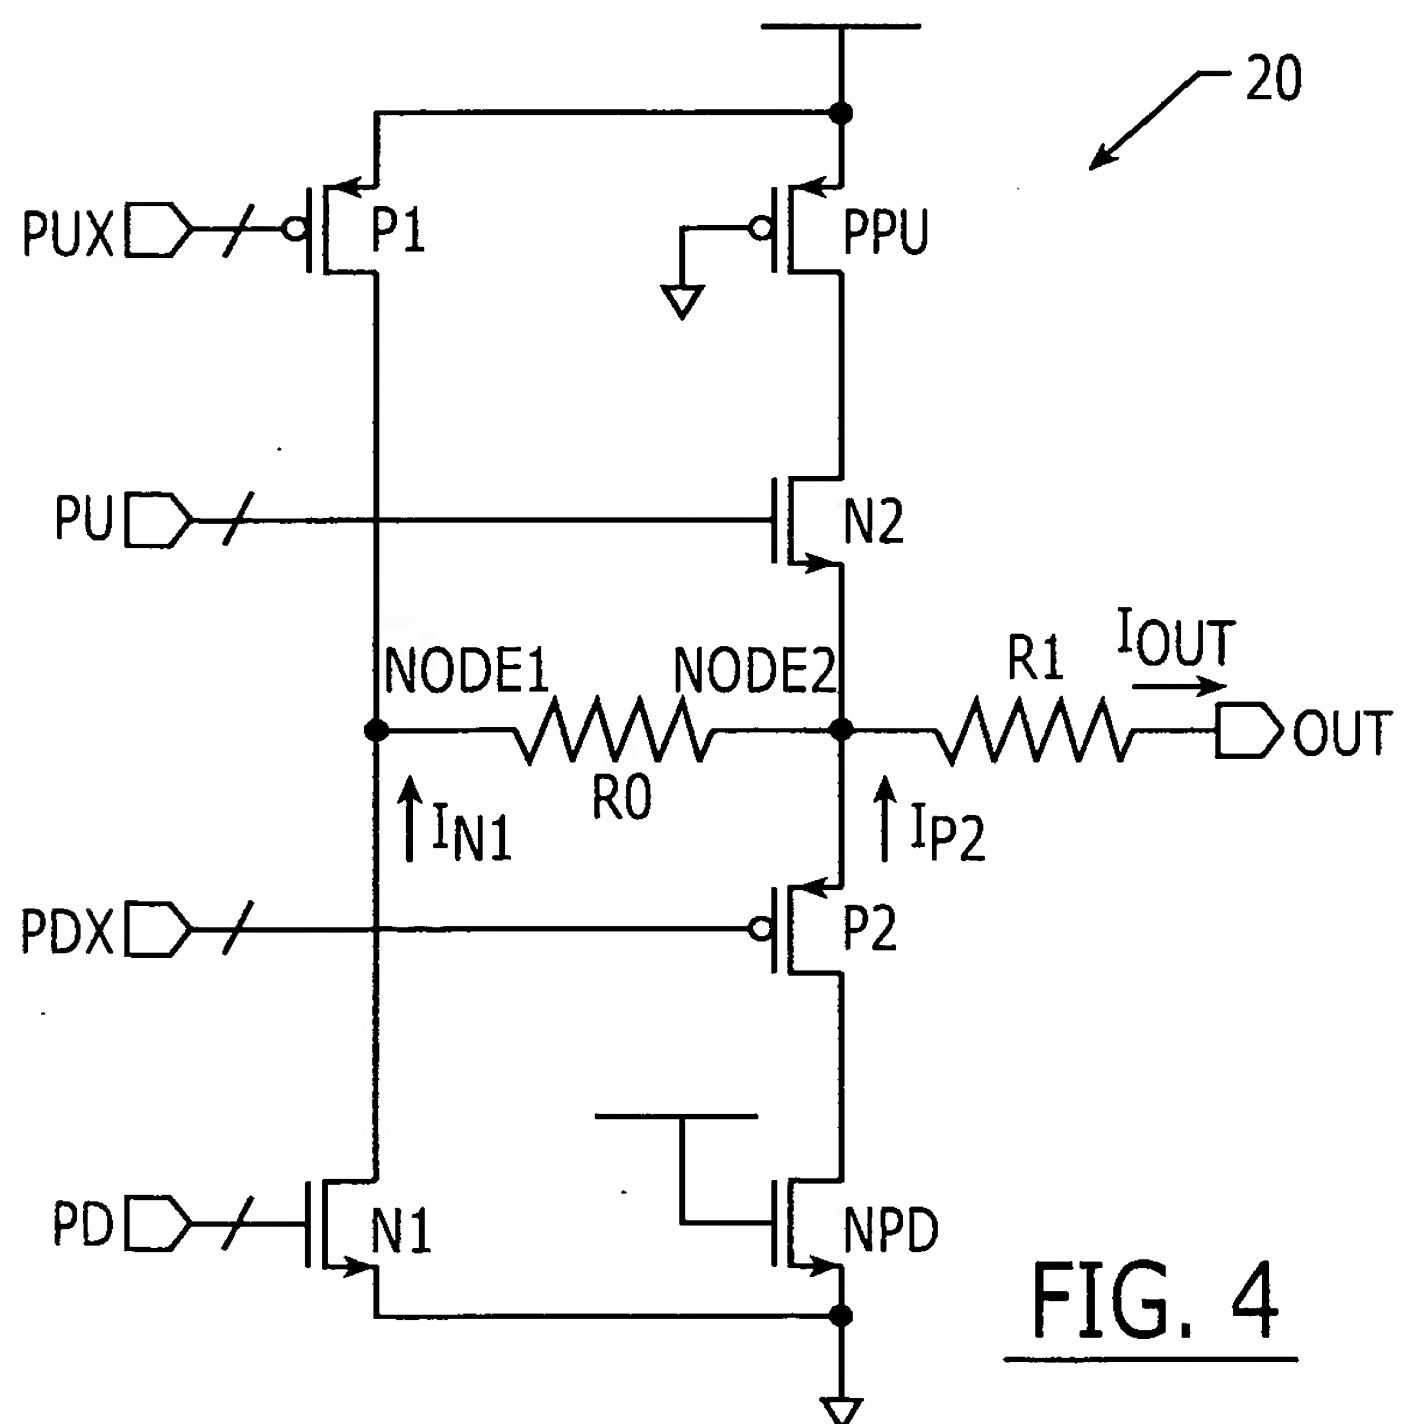 20
PUX
P1
PPU
PU
N2
NODE1
NODE2
R1
IOUT
OUT
R0
IN1
IP2
PDX
P2
PD
N1
NPD
FIG. 4